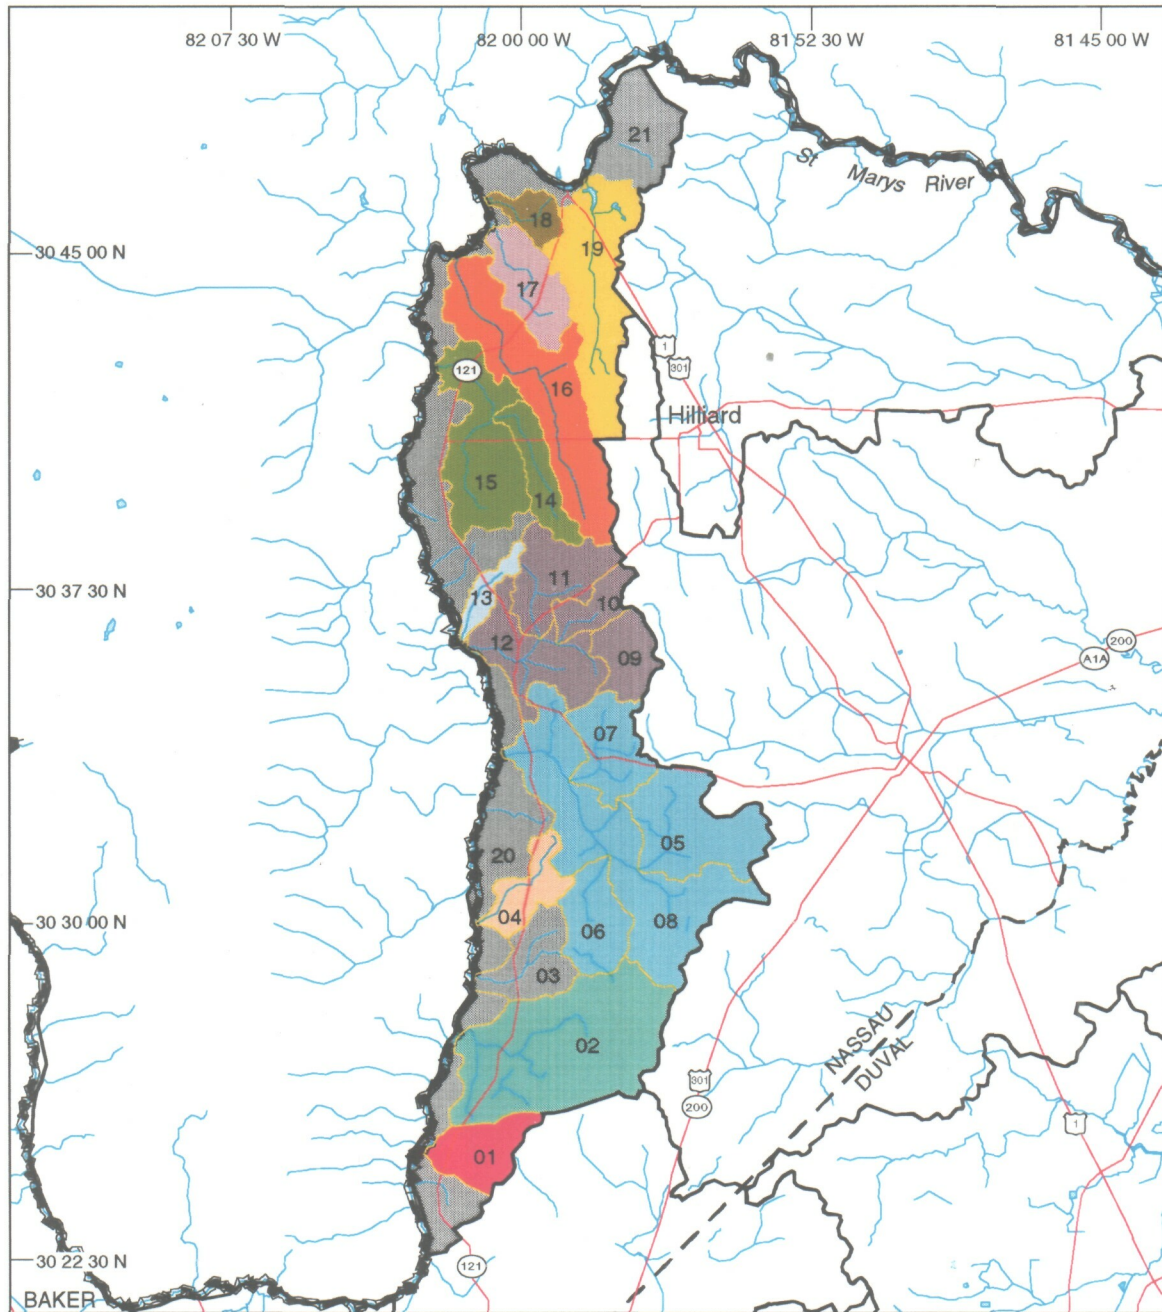 82 07 30 W
82 00 00 W
81 52 30 W
81 45 00 W
21
St Marys River
18
19
30 45 00 N
17
1
301
121
16
Hilliard
15
14
11
30 37 30 N
13
10
12
09
200
A1A
07
05
20
04
08
30 30 00 N
06
03
02
NASSAU
DUVAL
301
200
1
01
30 22 30 N
121
BAKER